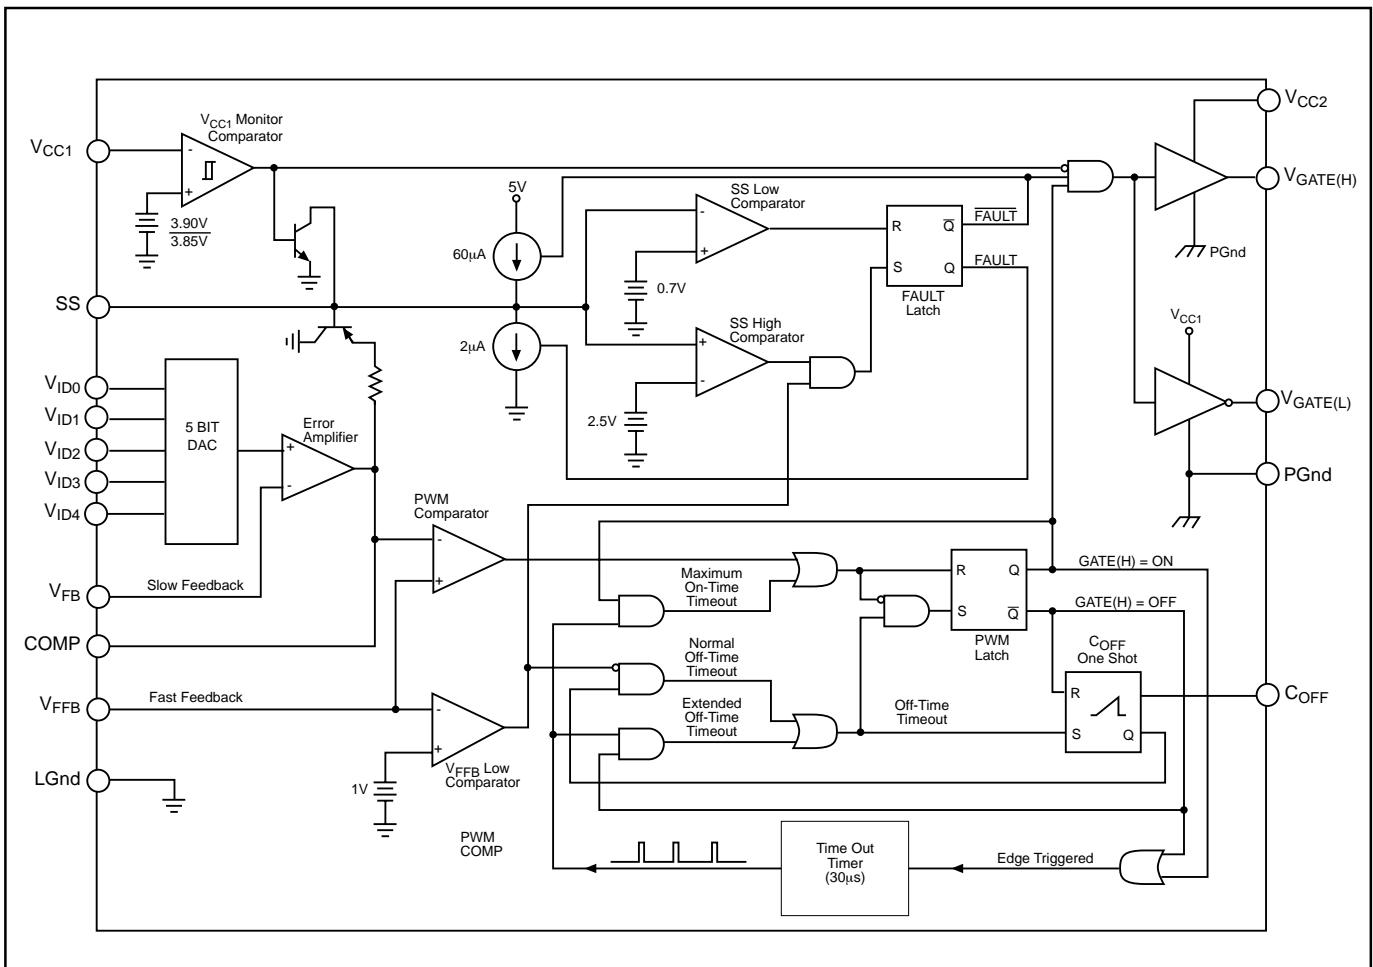 VCC1 Monitor
Comparator
VCC1
-
+
3.90V
3.85V
SS
5V
60μA
2μA
SS Low
Comparator
-
+
0.7V
SS High
Comparator
+
-
2.5V
R
Q̅
S
Q
FAULT
Latch
F̅A̅U̅L̅T̅
FAULT
VCC2
VGATE(H)
PGnd
VCC1
VGATE(L)
PGnd
VID0
VID1
VID2
VID3
VID4
5 BIT
DAC
Error
Amplifier
+
-
VFB
Slow Feedback
COMP
VFFB
Fast Feedback
LGnd
PWM
Comparator
-
+
-
+
VFFB Low
Comparator
1V
PWM
COMP
Maximum
On-Time
Timeout
Normal
Off-Time
Timeout
Extended
Off-Time
Timeout
R
Q
S
Q̅
PWM
Latch
GATE(H) = ON
GATE(H) = OFF
COFF
One Shot
R
S
Q
COFF
Off-Time
Timeout
Time Out
Timer
(30μs)
Edge Triggered